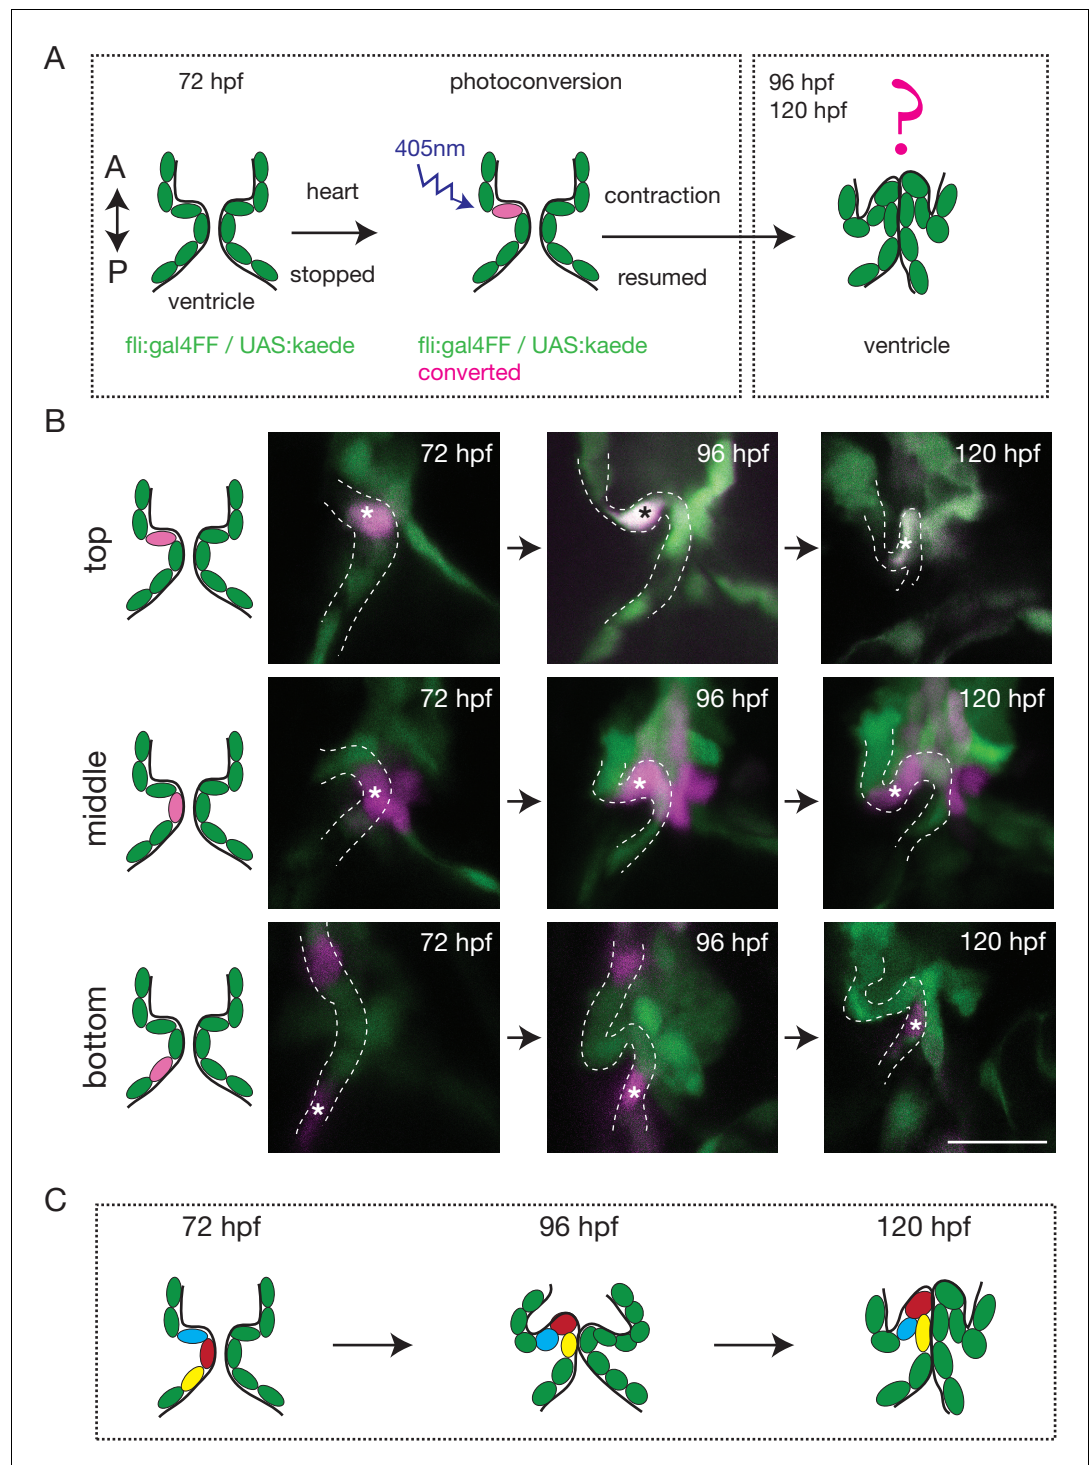 A
72 hpf
photoconversion
96 hpf
120 hpf
?
405nm
A
P
heart
stopped
contraction
resumed
ventricle
ventricle
fli:gal4FF / UAS:kaede
fli:gal4FF / UAS:kaede
converted
B
top
72 hpf
96 hpf
120 hpf
*
*
*
middle
72 hpf
96 hpf
120 hpf
*
*
*
bottom
72 hpf
96 hpf
120 hpf
*
*
*
C
72 hpf
96 hpf
120 hpf